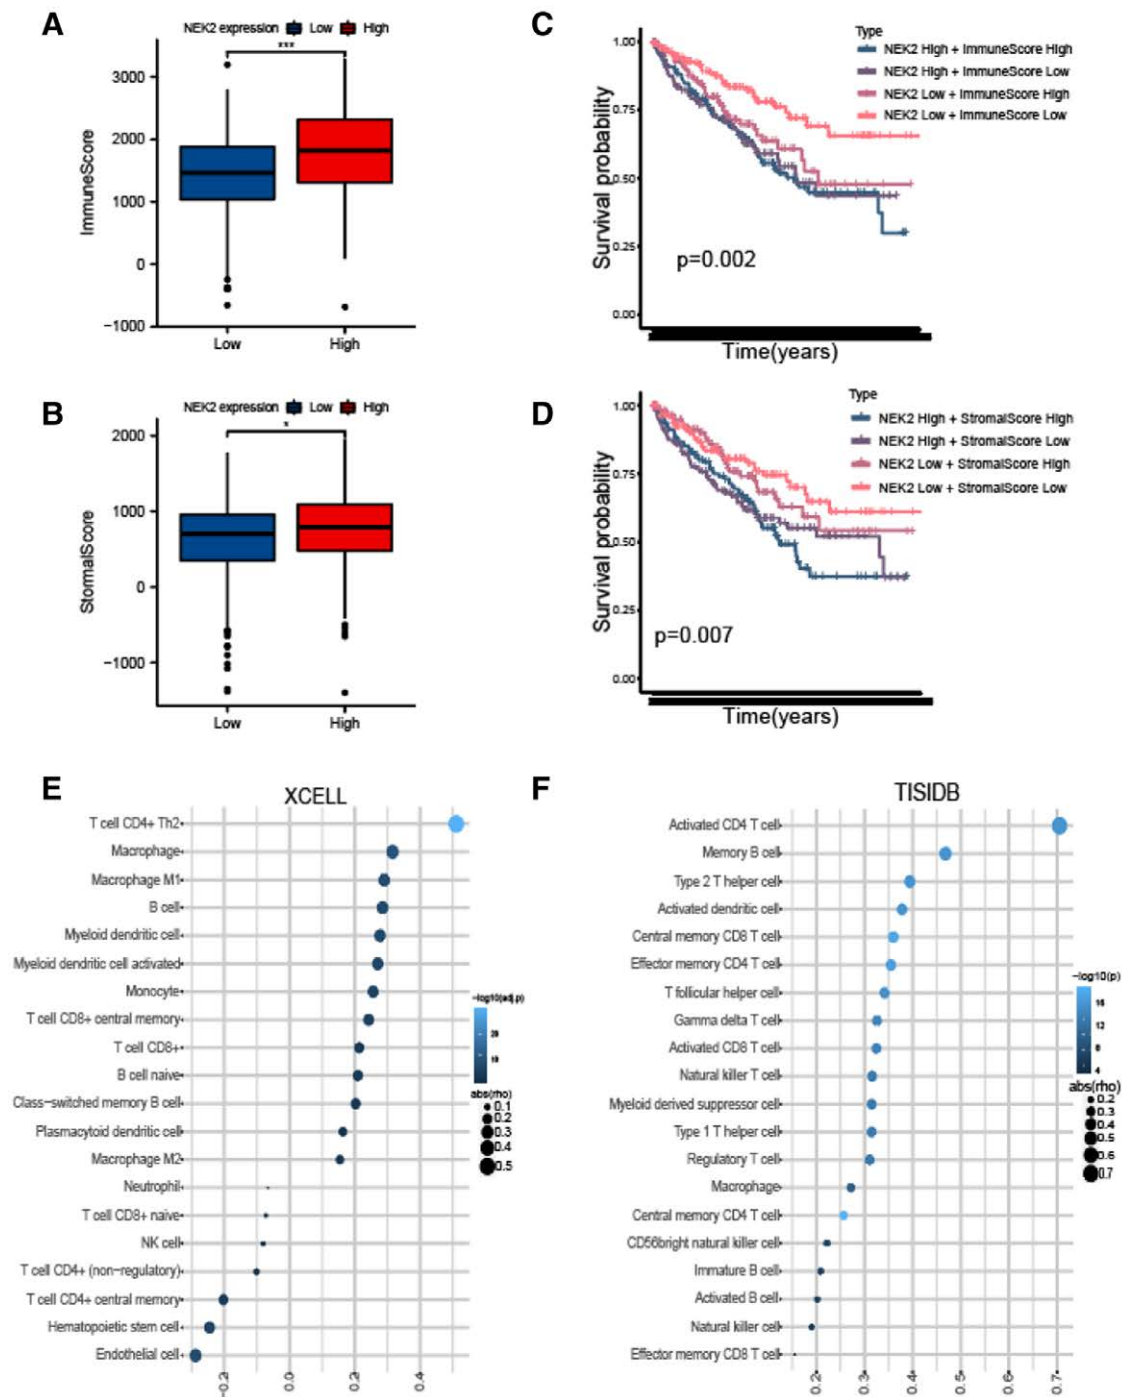 A
NEK2 expression Low High
***
ImmuneScore
3000
2000
1000
0
−1000
Low High
B
NEK2 expression Low High
*
StormalScore
2000
1000
0
−1000
Low High
C
Type
NEK2 High + ImmuneScore High
NEK2 High + ImmuneScore Low
NEK2 Low + ImmuneScore High
NEK2 Low + ImmuneScore Low
Survival probability
1.00
0.75
0.50
0.25
0.00
p=0.002
Time(years)
D
Type
NEK2 High + StromalScore High
NEK2 High + StromalScore Low
NEK2 Low + StromalScore High
NEK2 Low + StromalScore Low
Survival probability
1.00
0.75
0.50
0.25
0.00
p=0.007
Time(years)
E
XCELL
T cell CD4+ Th2
Macrophage
Macrophage M1
B cell
Myeloid dendritic cell
Myeloid dendritic cell activated
Monocyte
T cell CD8+ central memory
T cell CD8+
B cell naive
Class−switched memory B cell
Plasmacytoid dendritic cell
Macrophage M2
Neutrophil
T cell CD8+ naive
NK cell
T cell CD4+ (non−regulatory)
T cell CD4+ central memory
Hematopoietic stem cell
Endothelial cell
−0.2 0.0 0.2 0.4
−log10(adj.p)
20
10
abs(rho)
0.1
0.2
0.3
0.4
0.5
F
TISIDB
Activated CD4 T cell
Memory B cell
Type 2 T helper cell
Activated dendritic cell
Central memory CD8 T cell
Effector memory CD4 T cell
T follicular helper cell
Gamma delta T cell
Activated CD8 T cell
Natural killer T cell
Myeloid derived suppressor cell
Type 1 T helper cell
Regulatory T cell
Macrophage
Central memory CD4 T cell
CD56bright natural killer cell
Immature B cell
Activated B cell
Natural killer cell
Effector memory CD8 T cell
0.2 0.3 0.4 0.5 0.6 0.7
−log10(p)
16
12
8
4
abs(rho)
0.2
0.3
0.4
0.5
0.6
0.7